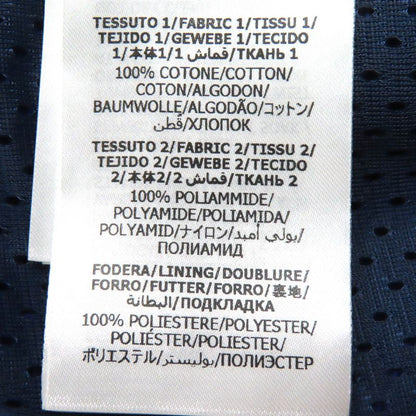 TESSUTO 1/FABRIC 1/TISSU 1/
TEJIDO 1/GEWEBE 1/TECIDO
1/本体1/قماش 1/ТКАНЬ 1
100% COTONE/COTTON/
COTON/ALGODON/
BAUMWOLLE/ALGODÃO/コットン/
قطن/ХЛОПОК
TESSUTO 2/FABRIC 2/TISSU 2/
TEJIDO 2/GEWEBE 2/TECIDO
2/本体2/قماش 2/ТКАНЬ 2
100% POLIAMMIDE/
POLYAMIDE/POLIAMIDA/
POLYAMID/ナイロン/بولي أميد/
ПОЛИАМИД
FODERA/LINING/DOUBLURE/
FORRO/FUTTER/FORRO/裏地/
البطانة/ПОДКЛАДКА
100% POLIESTERE/POLYESTER/
POLIÉSTER/POLYESTER/
ポリエステル/بوليستر/ПОЛИЭСТЕР